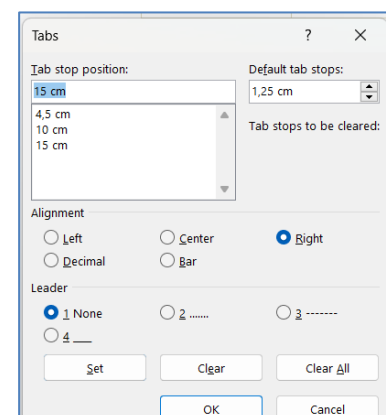 Tabs ? ×
Tab stop position: Default tab stops:
15 cm 1,25 cm
4,5 cm Tab stops to be cleared:
10 cm
15 cm
Alignment
Left Center Right
Decimal Bar
Leader
1 None 2 ....... 3 -------
4 __
Set Clear Clear All
OK Cancel